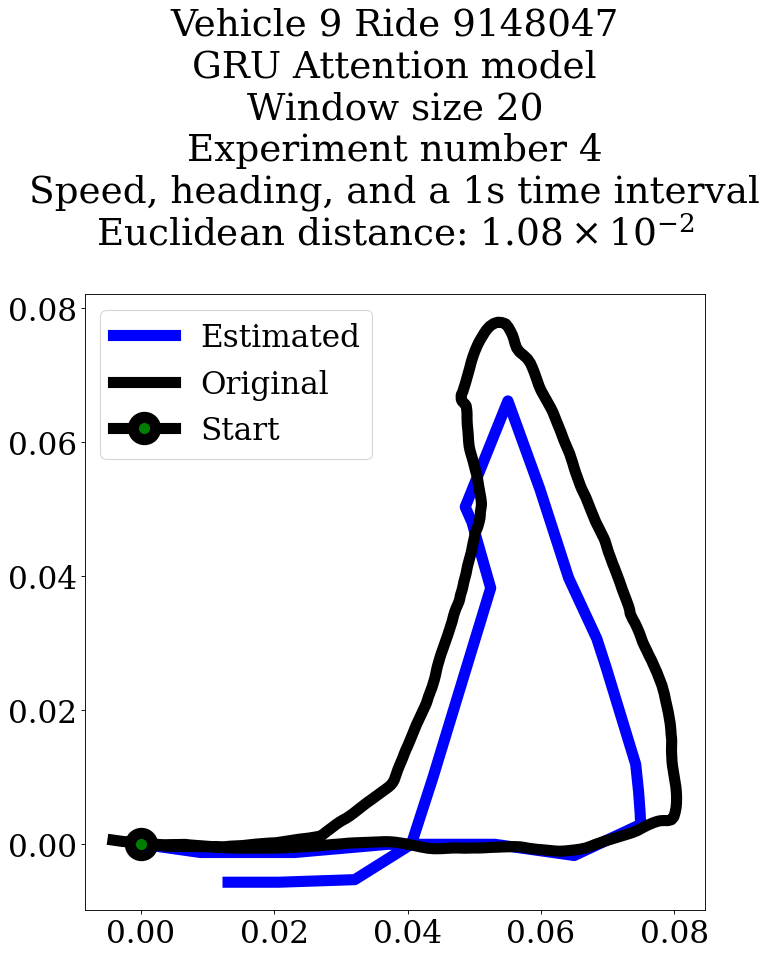 Vehicle 9 Ride 9148047
GRU Attention model
Window size 20
Experiment number 4
Speed, heading, and a 1s time interval
Euclidean distance: 1.08 × 10⁻²
0.08
0.06
0.04
0.02
0.00
Estimated
Original
Start
0.00 0.02 0.04 0.06 0.08